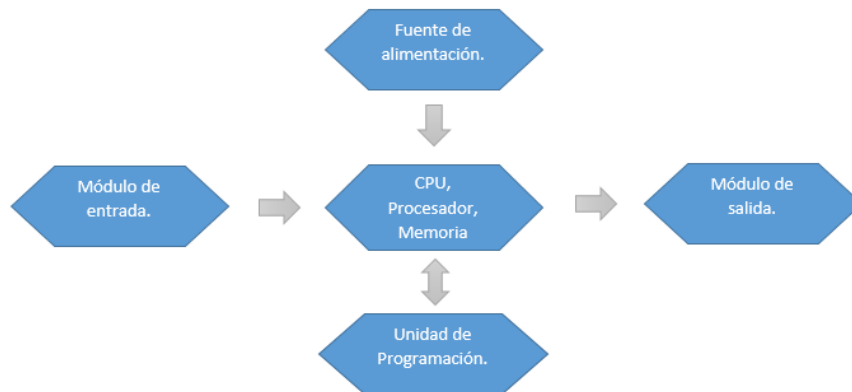 Fuente de
alimentación.
Módulo de
entrada.
CPU,
Procesador,
Memoria
Módulo de
salida.
Unidad de
Programación.